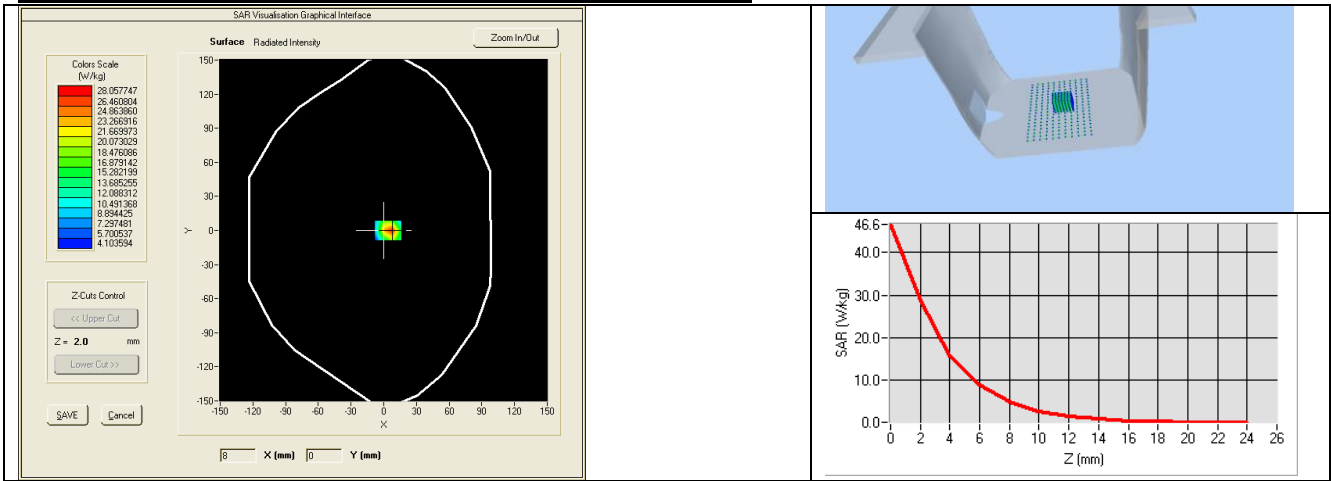 SAR Visualisation Graphical Interface
Surface Radiated Intensity
Zoom In/Out
Colors Scale
(W/kg)
28.057747
26.460804
24.863860
23.266916
21.669973
20.073029
18.476086
16.879142
15.282199
13.685255
12.088312
10.491368
8.894425
7.297481
5.700537
4.103594
Z-Cuts Control
<< Upper Cut
Z = 2.0 mm
Lower Cut >>
SAVE Cancel
150-
120-
90-
60-
30-
Y 0-
-30-
-60-
-90-
-120-
-150-
-150 -120 -90 -60 -30 0 30 60 90 120 150
X
8 X (mm) 0 Y (mm)
46.6-
40.0-
30.0-
20.0-
10.0-
0.0-
SAR (W/kg)
0 2 4 6 8 10 12 14 16 18 20 22 24 26
Z (mm)